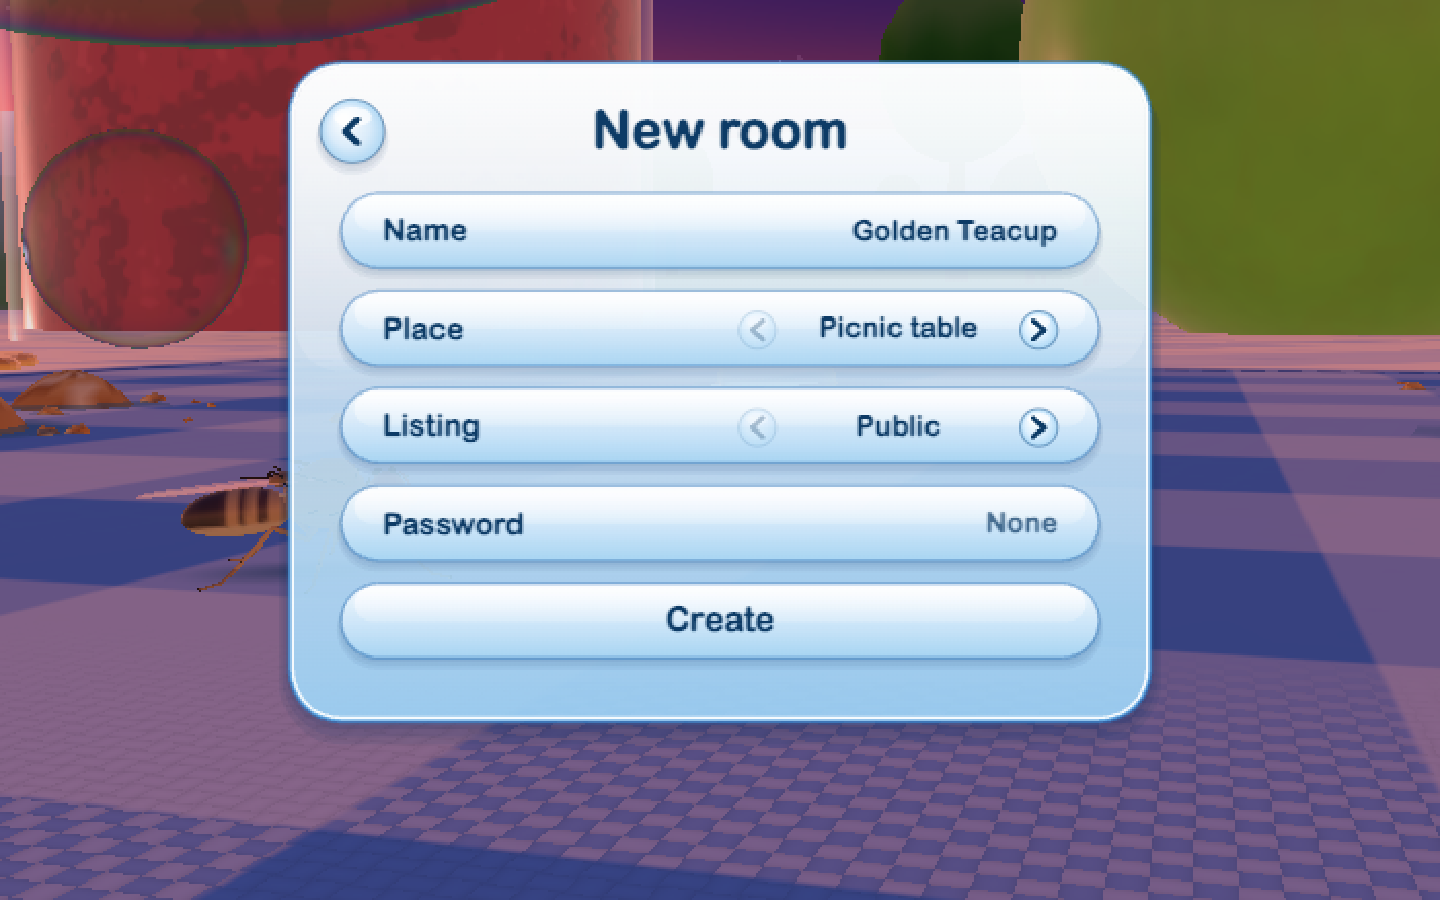 New room
Name Golden Teacup
Place Picnic table
Listing Public
Password None
Create